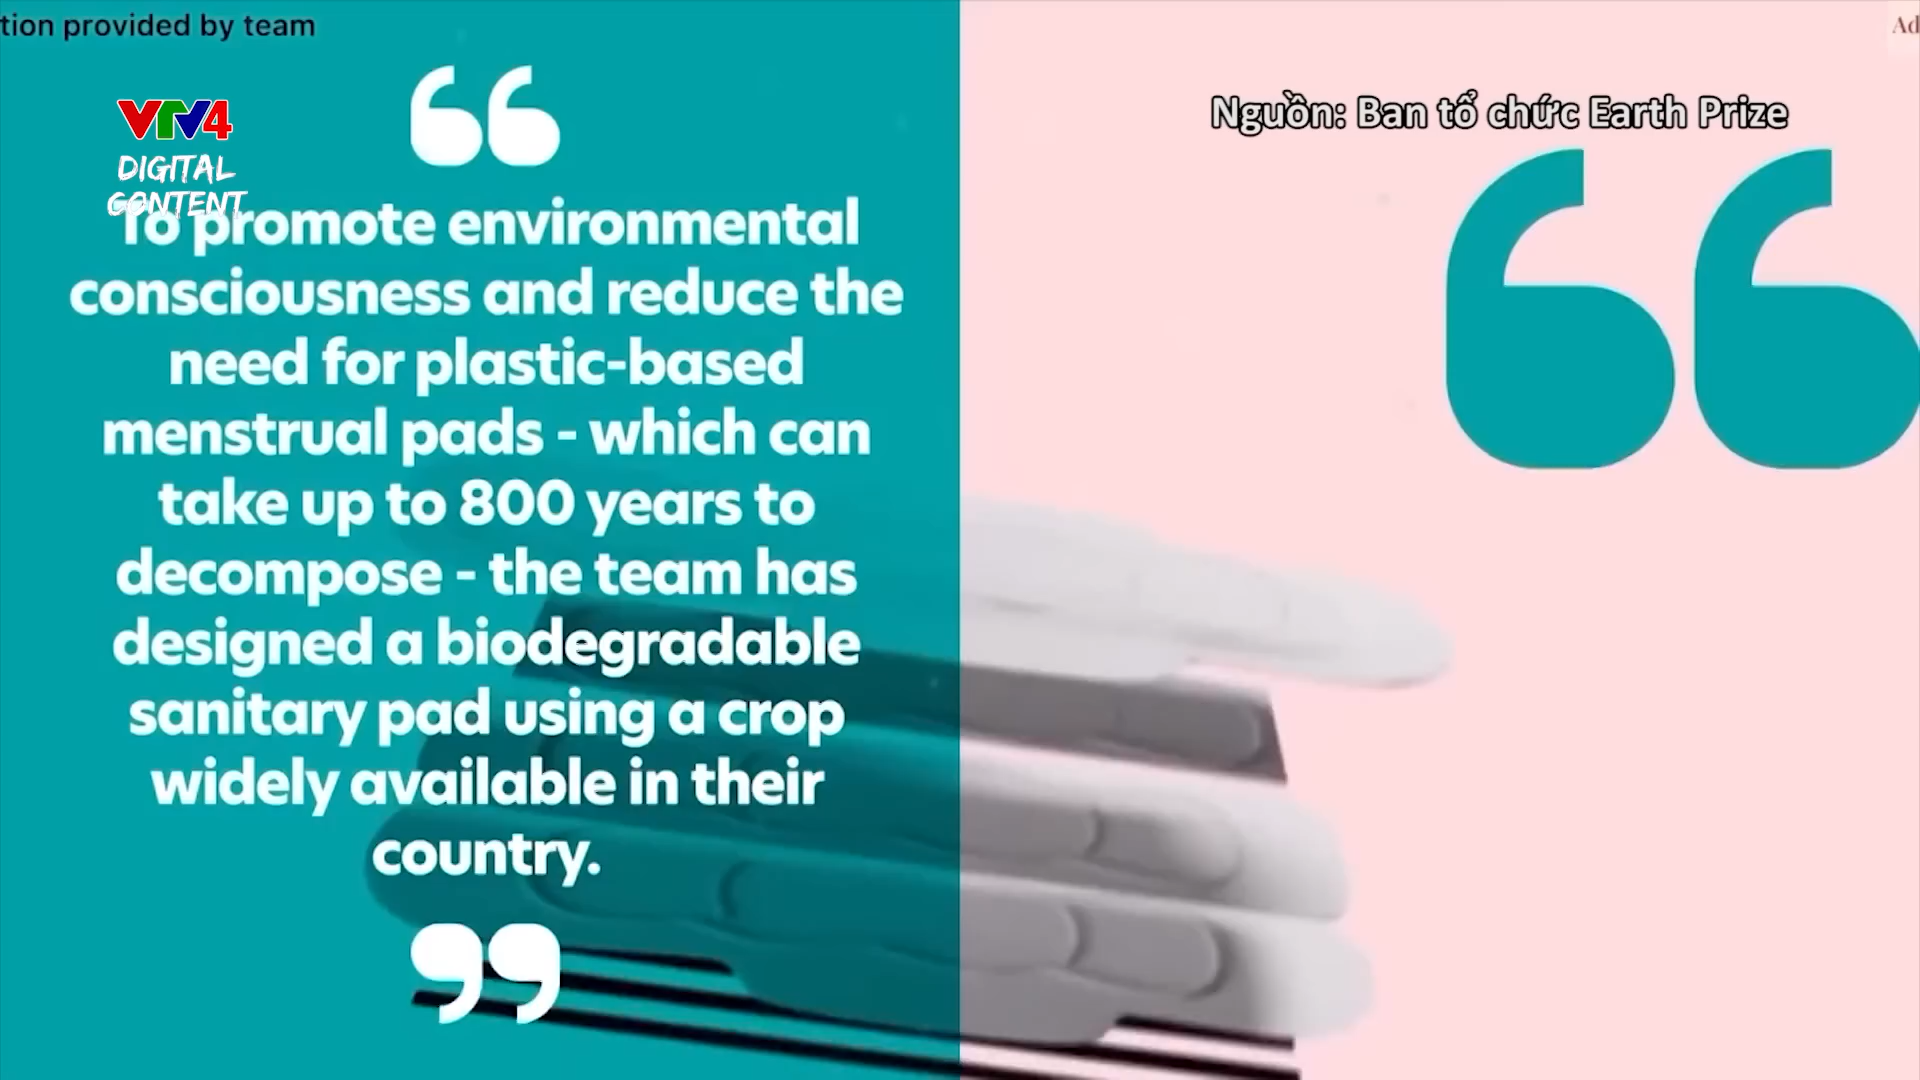 tion provided by team
Ad
VTV4
DIGITAL
CONTENT
Nguồn: Ban tổ chức Earth Prize
“
To promote environmental
consciousness and reduce the
need for plastic-based
menstrual pads - which can
take up to 800 years to
decompose - the team has
designed a biodegradable
sanitary pad using a crop
widely available in their
country.
”
“